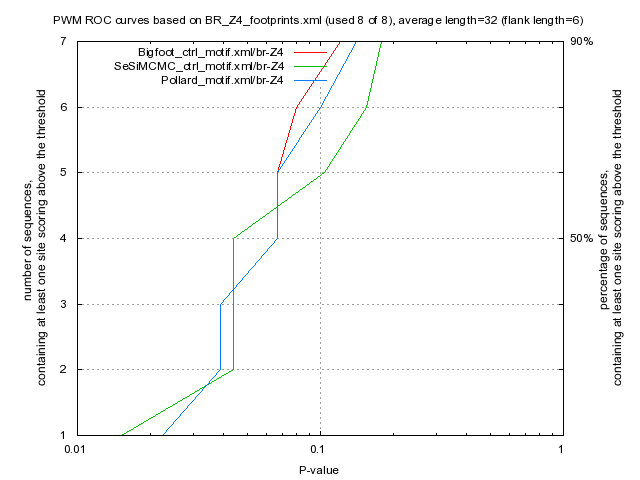 PWM ROC curves based on BR_Z4_footprints.xml (used 8 of 8), average length=32 (flank length=6)
Bigfoot_ctrl_motif.xml/br-Z4
SeSiMCMC_ctrl_motif.xml/br-Z4
Pollard_motif.xml/br-Z4
number of sequences,
containing at least one site scoring above the threshold
7
6
5
4
3
2
1
90%
50%
percentage of sequences,
containing at least one site scoring above the threshold
0.01
0.1
1
P-value